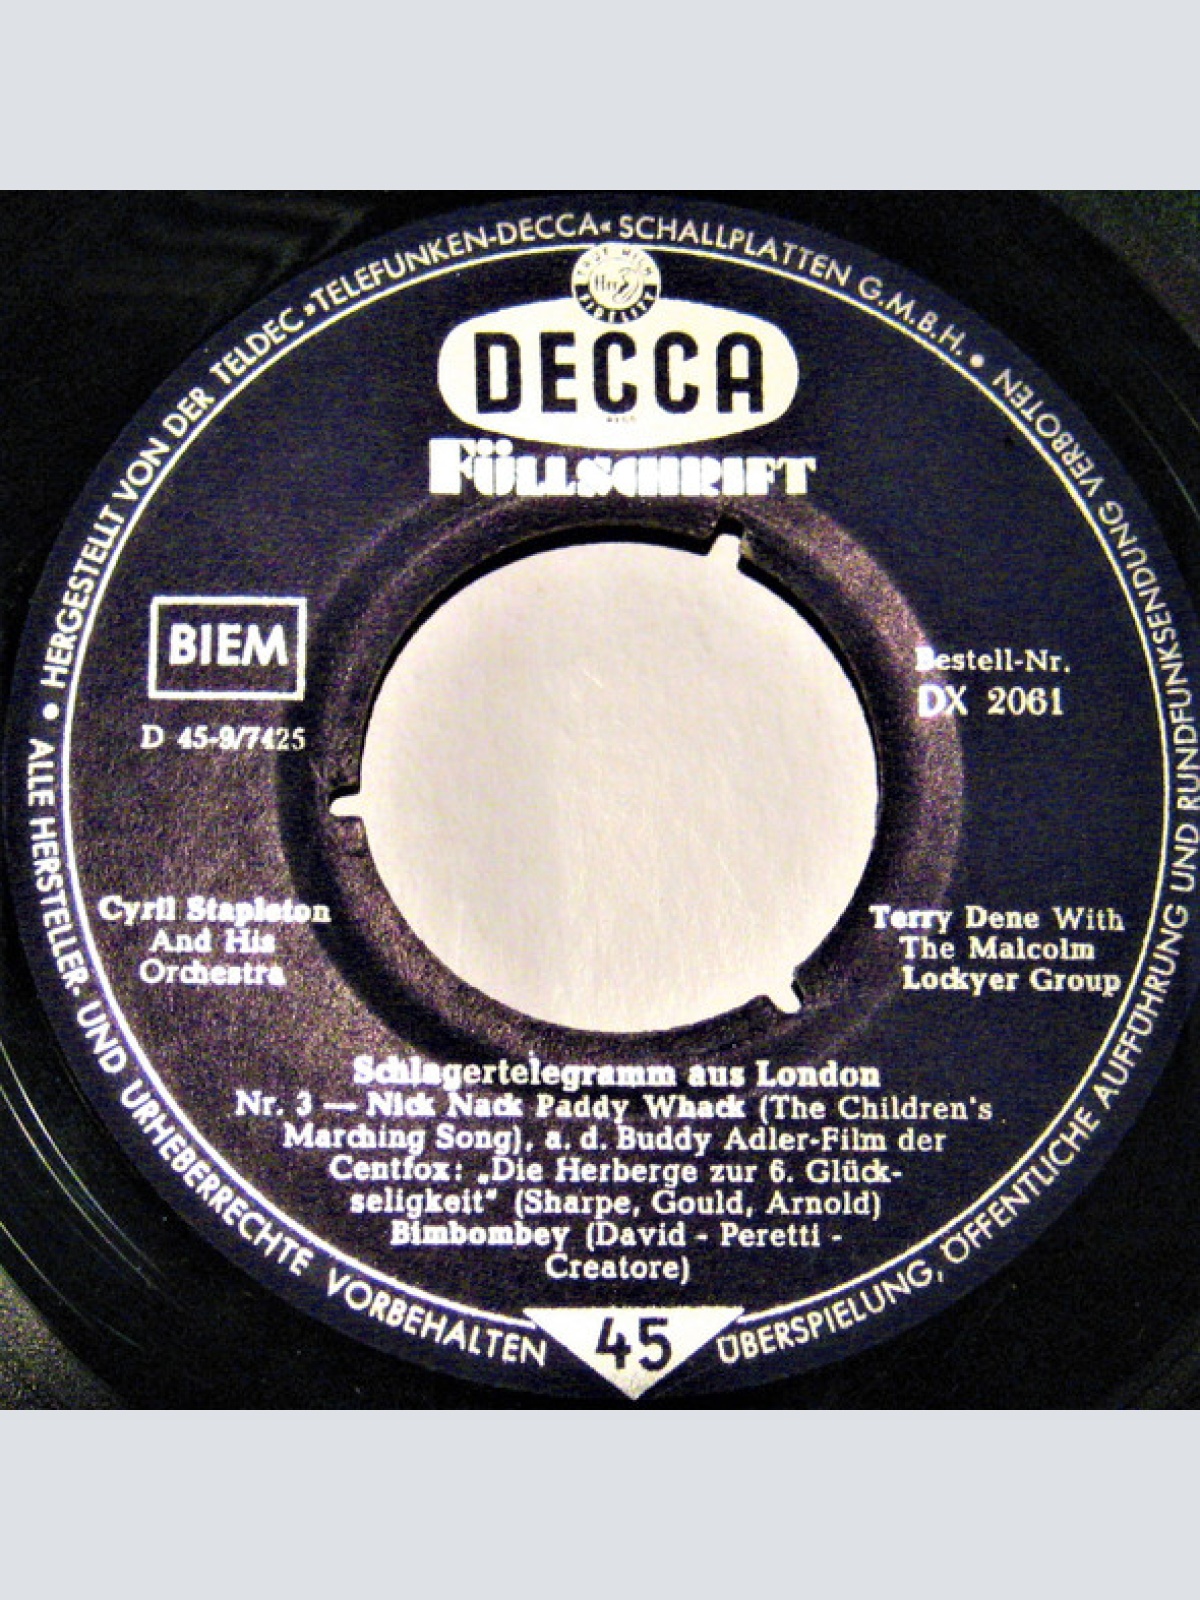 HERGESTELLT VON DER TELDEC »TELEFUNKEN-DECCA« SCHALLPLATTEN G.M.B.H. •
DECCA
FÜLLSCHRIFT
BIEM
D 45-9/7425
Bestell-Nr.
DX 2061
Cyril Stapleton
And His
Orchestra
Terry Dene With
The Malcolm
Lockyer Group
Schlagertelegramm aus London
Nr. 3 — Nick Nack Paddy Whack (The Children's
Marching Song), a. d. Buddy Adler-Film der
Centfox: „Die Herberge zur 6. Glück-
seligkeit" (Sharpe, Gould, Arnold)
Bimbombey (David - Peretti -
Creatore)
45
• ALLE HERSTELLER- UND URHEBERRECHTE VORBEHALTEN
ÜBERSPIELUNG, ÖFFENTLICHE AUFFÜHRUNG UND RUNDFUNKSENDUNG VERBOTEN